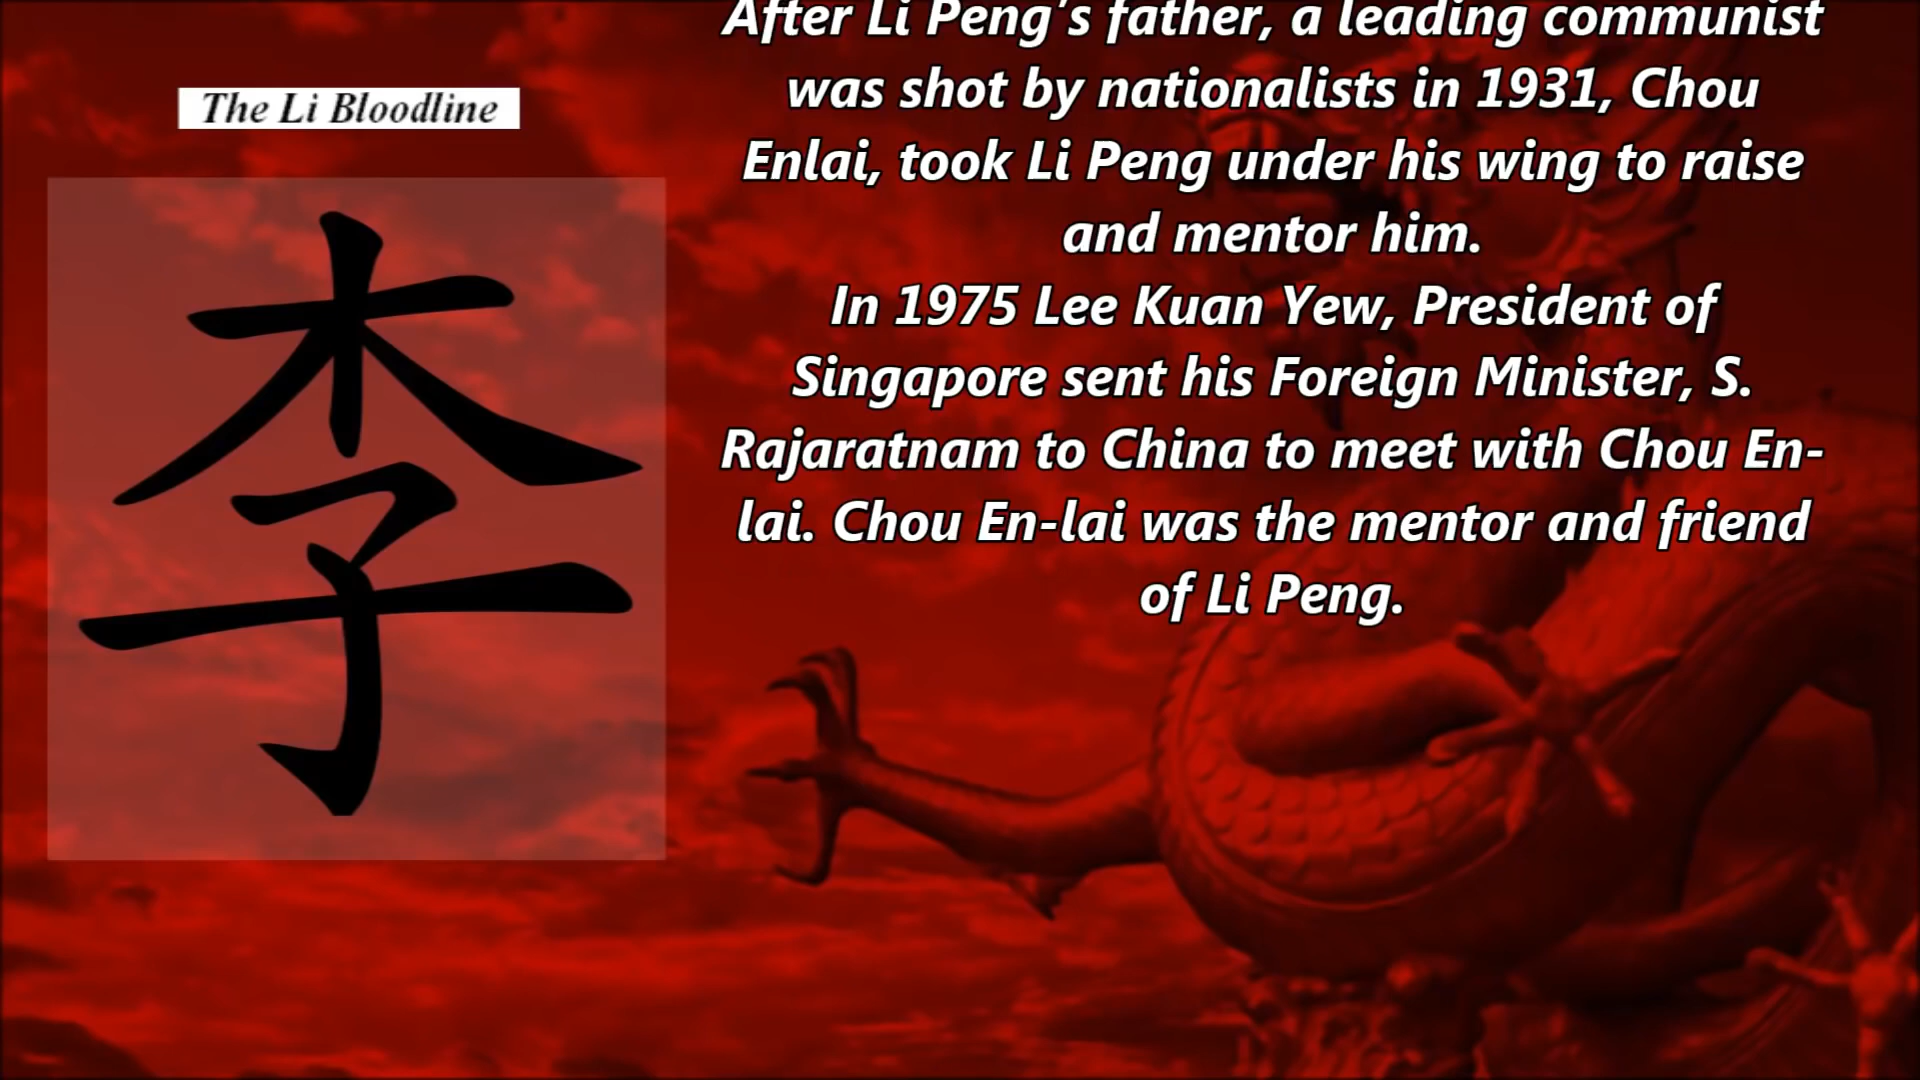 The Li Bloodline
李
After Li Peng's father, a leading communist
was shot by nationalists in 1931, Chou
Enlai, took Li Peng under his wing to raise
and mentor him.
In 1975 Lee Kuan Yew, President of
Singapore sent his Foreign Minister, S.
Rajaratnam to China to meet with Chou En-
lai. Chou En-lai was the mentor and friend
of Li Peng.